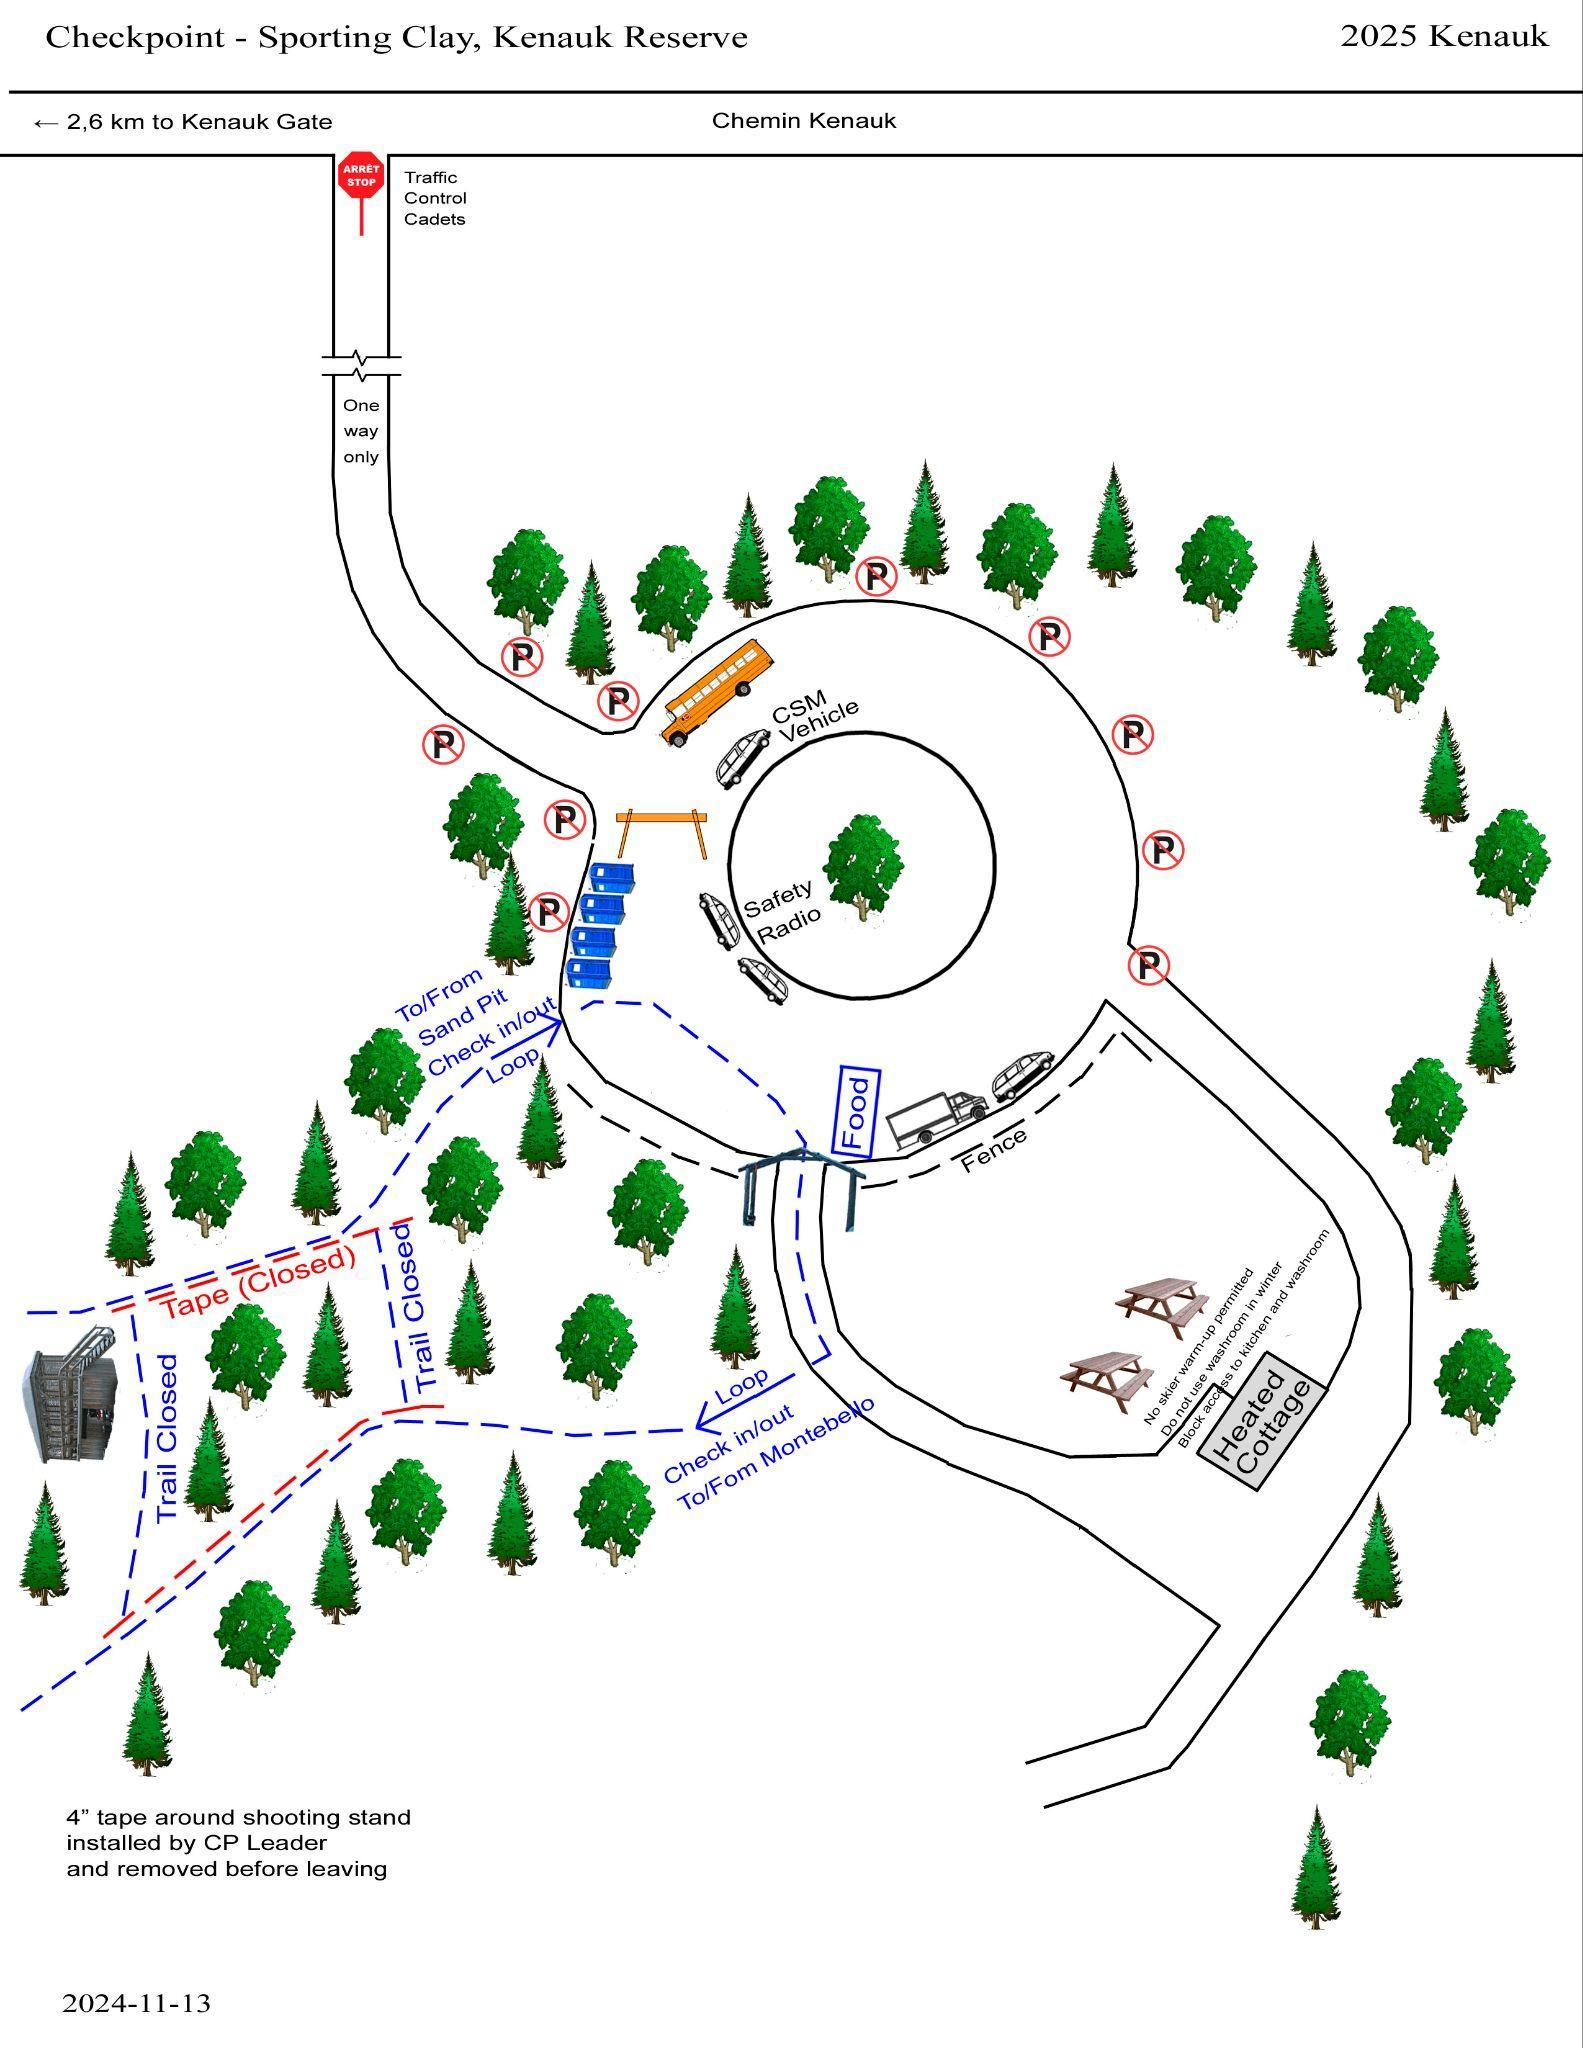 Checkpoint - Sporting Clay, Kenauk Reserve
2025 Kenauk
← 2,6 km to Kenauk Gate
Chemin Kenauk
ARRÊT
STOP
Traffic
Control
Cadets
One
way
only
P
P
P
P
P
P
P
P
P
P
CSM
Vehicle
Safety
Radio
To/From
Sand Pit
Check in/out
Loop
Food
Fence
Tape (Closed)
Trail Closed
Trail Closed
Loop
Check in/out
To/Fom Montebello
No skier warm-up permitted
Do not use washroom in winter
Block access to kitchen and washroom
Heated
Cottage
4” tape around shooting stand
installed by CP Leader
and removed before leaving
2024-11-13